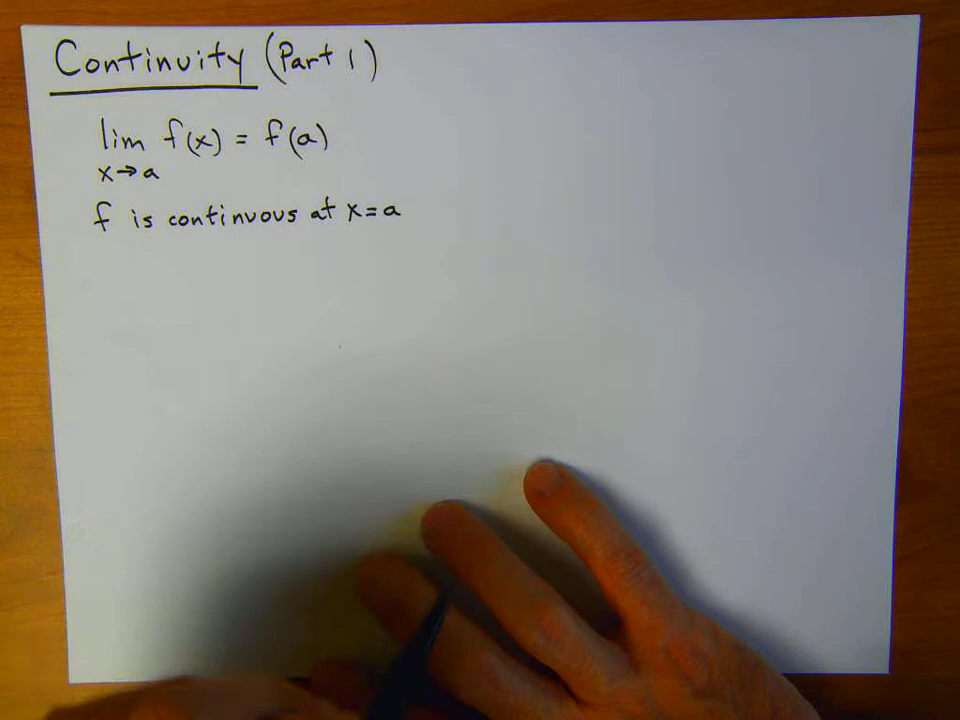 Continuity (Part 1)
lim f(x) = f(a)
x→a
f is continuous at x=a